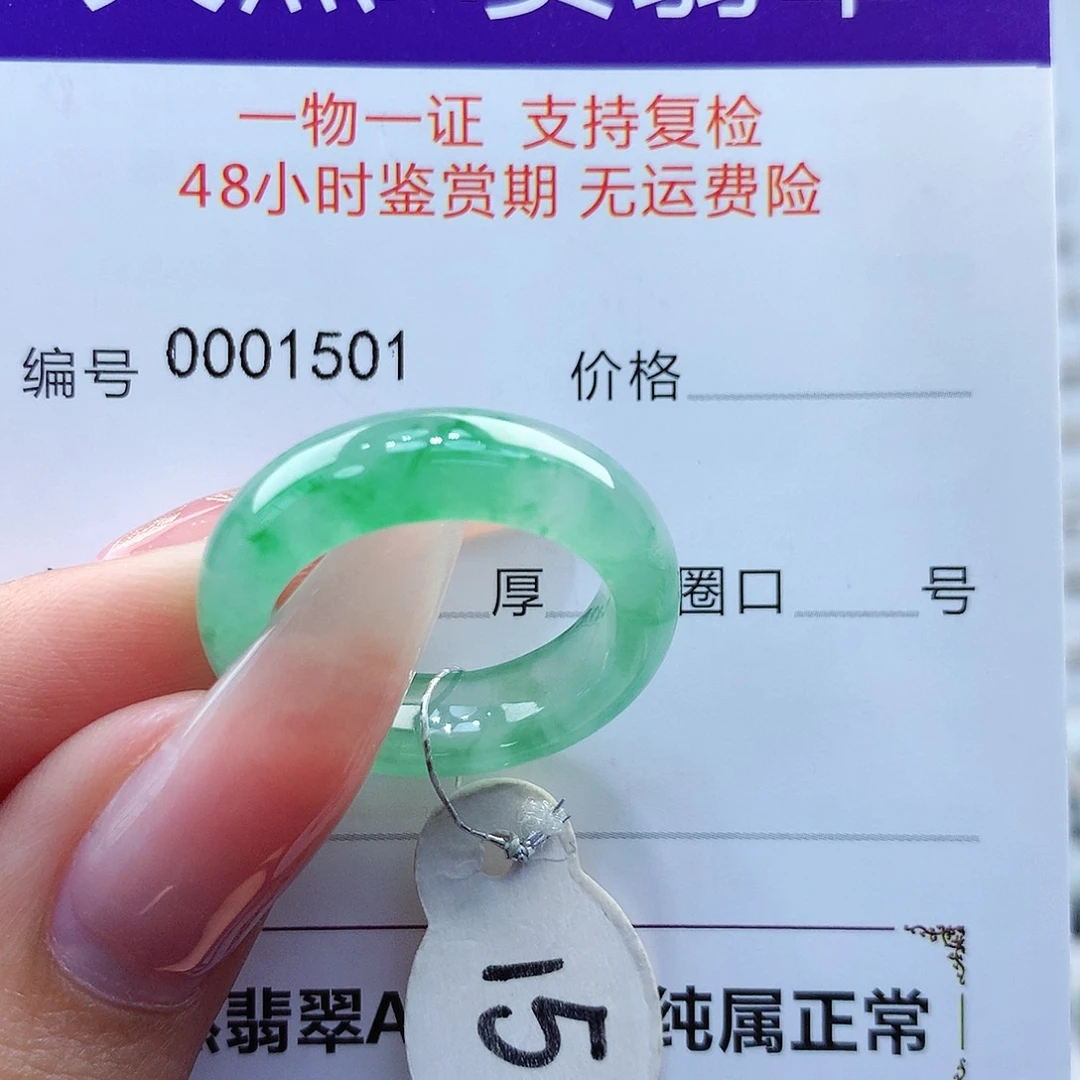 一物一证 支持复检
48小时鉴赏期 无运费险
编号 0001501 价格
厚 圈口 号
翡翠A 纯属正常
15